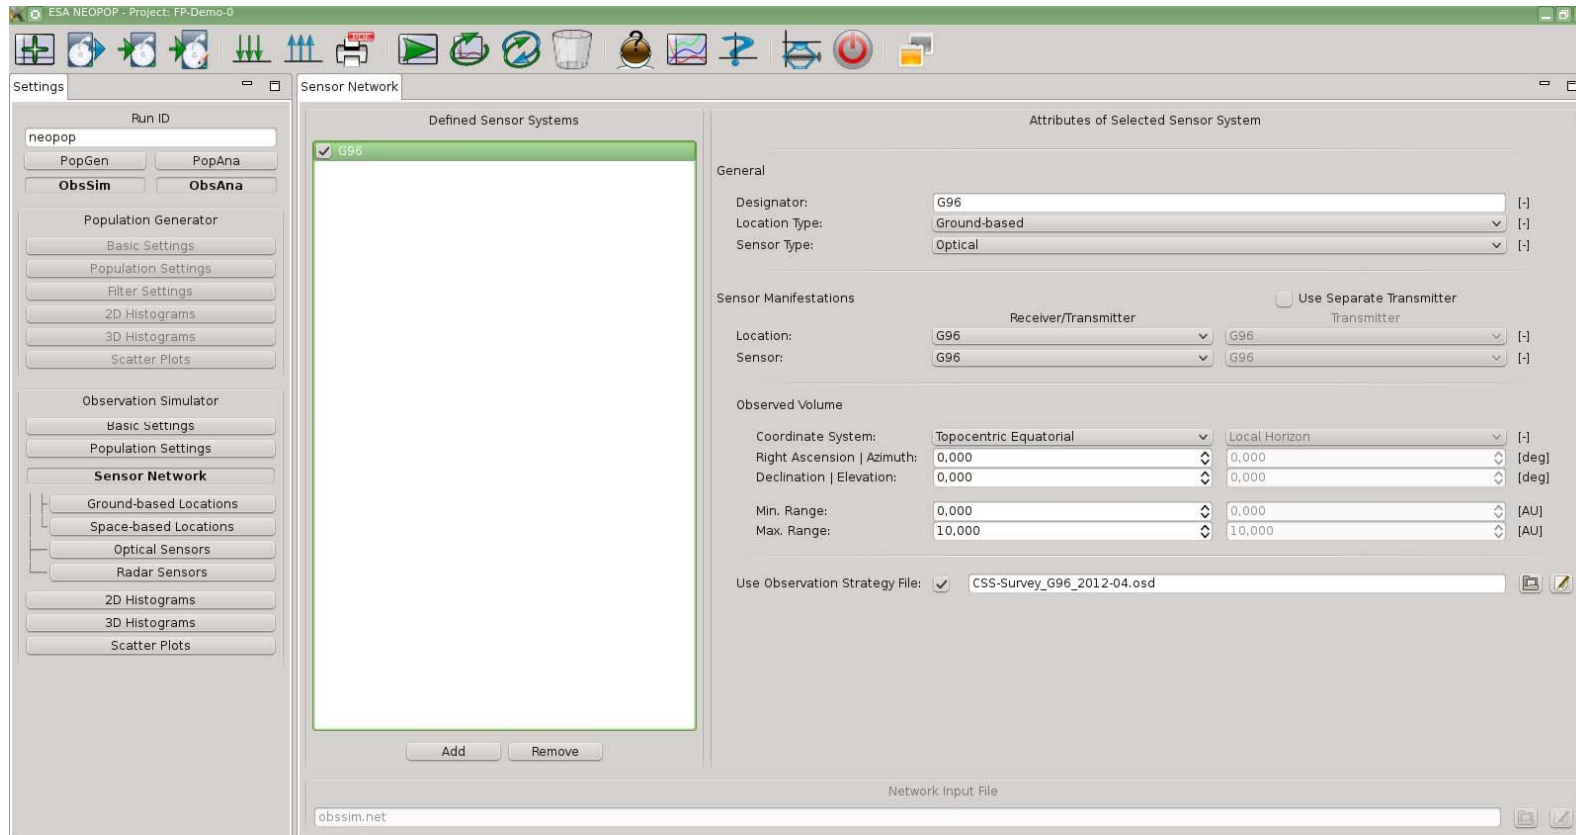 ESA NEOPOP - Project: FP-Demo-0
PDF
Settings
Run ID
neopop
PopGen PopAna
ObsSim ObsAna
Population Generator
Basic Settings
Population Settings
Filter Settings
2D Histograms
3D Histograms
Scatter Plots
Observation Simulator
Basic Settings
Population Settings
Sensor Network
Ground-based Locations
Space-based Locations
Optical Sensors
Radar Sensors
2D Histograms
3D Histograms
Scatter Plots
Sensor Network
Defined Sensor Systems
G96
Add Remove
Attributes of Selected Sensor System
General
Designator: G96 [-]
Location Type: Ground-based [-]
Sensor Type: Optical [-]
Sensor Manifestations Use Separate Transmitter
Receiver/Transmitter Transmitter
Location: G96 G96 [-]
Sensor: G96 G96 [-]
Observed Volume
Coordinate System: Topocentric Equatorial Local Horizon [-]
Right Ascension | Azimuth: 0,000 0,000 [deg]
Declination | Elevation: 0,000 0,000 [deg]
Min. Range: 0,000 0,000 [AU]
Max. Range: 10,000 10,000 [AU]
Use Observation Strategy File: CSS-Survey_G96_2012-04.osd
Network Input File
obssim.net